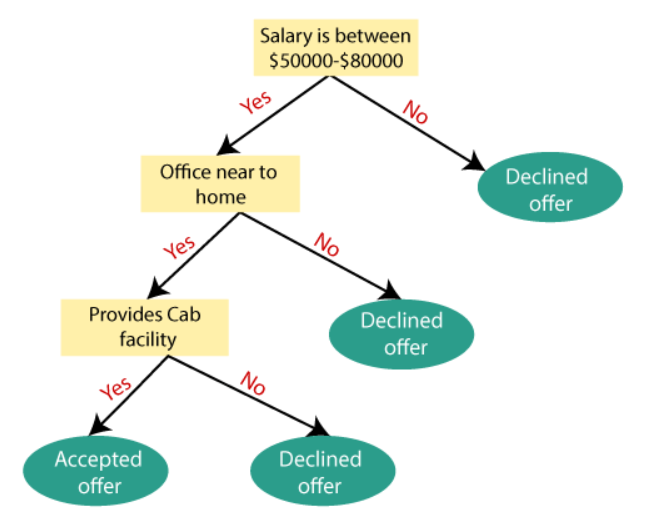 Salary is between
$50000-$80000
Yes
No
Office near to
home
Declined
offer
Yes
No
Provides Cab
facility
Declined
offer
Yes
No
Accepted
offer
Declined
offer